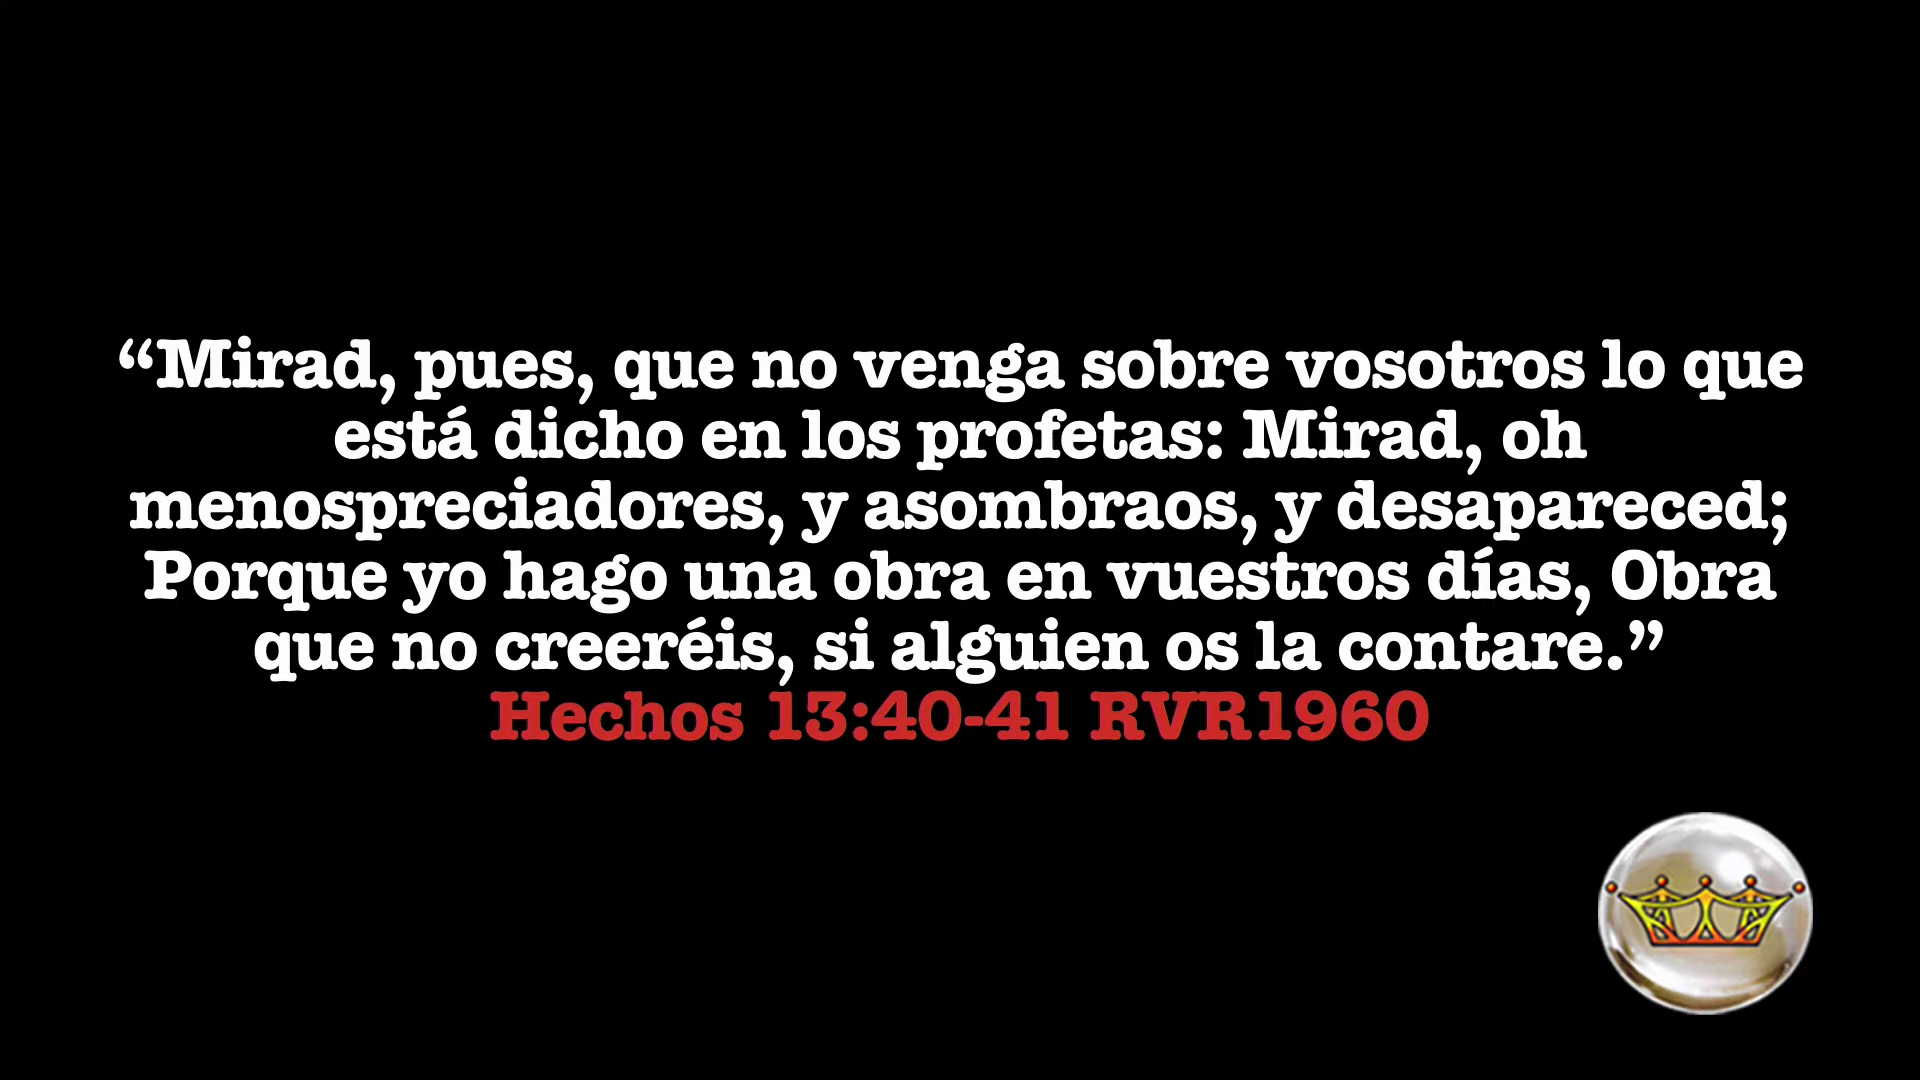 “Mirad, pues, que no venga sobre vosotros lo que
está dicho en los profetas: Mirad, oh
menospreciadores, y asombraos, y desapareced;
Porque yo hago una obra en vuestros días, Obra
que no creeréis, si alguien os la contare.”
Hechos 13:40-41 RVR1960